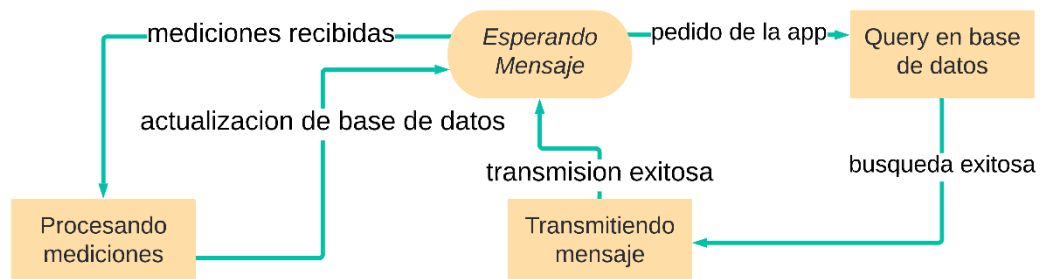 mediciones recibidas
Esperando
Mensaje
pedido de la app
Query en base
de datos
actualizacion de base de datos
transmision exitosa
busqueda exitosa
Procesando
mediciones
Transmitiendo
mensaje